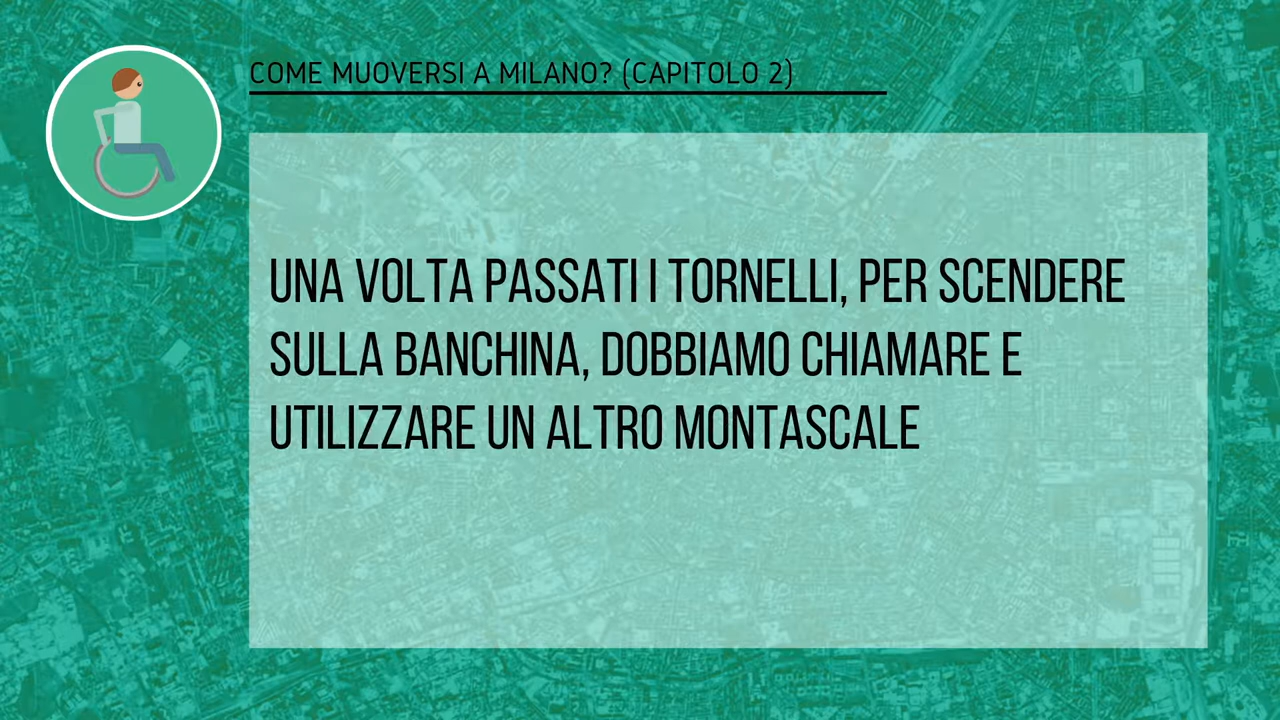 COME MUOVERSI A MILANO? (CAPITOLO 2)
UNA VOLTA PASSATI I TORNELLI, PER SCENDERE
SULLA BANCHINA, DOBBIAMO CHIAMARE E
UTILIZZARE UN ALTRO MONTASCALE